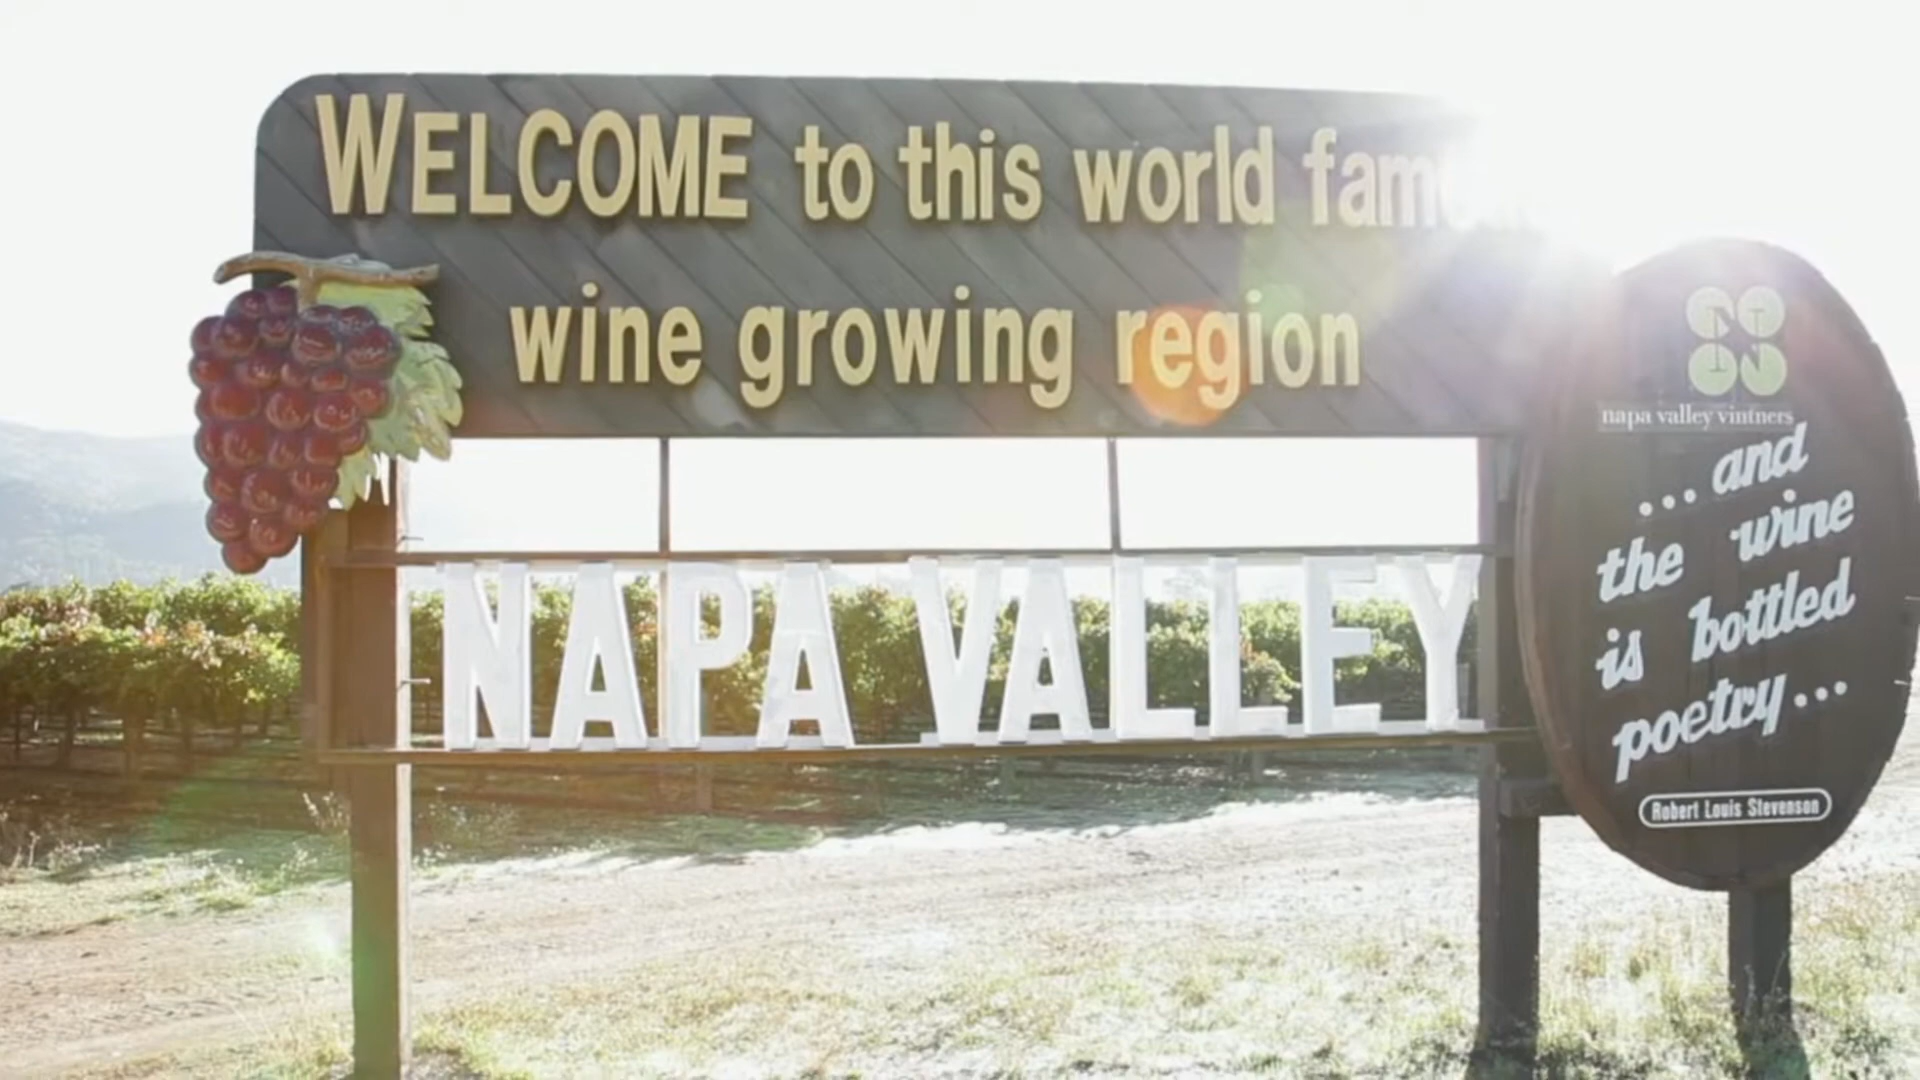 WELCOME to this world
wine growing region
NAPA VALLEY
napa valley vintners
... and
the wine
is bottled
poetry...
Robert Louis Stevenson